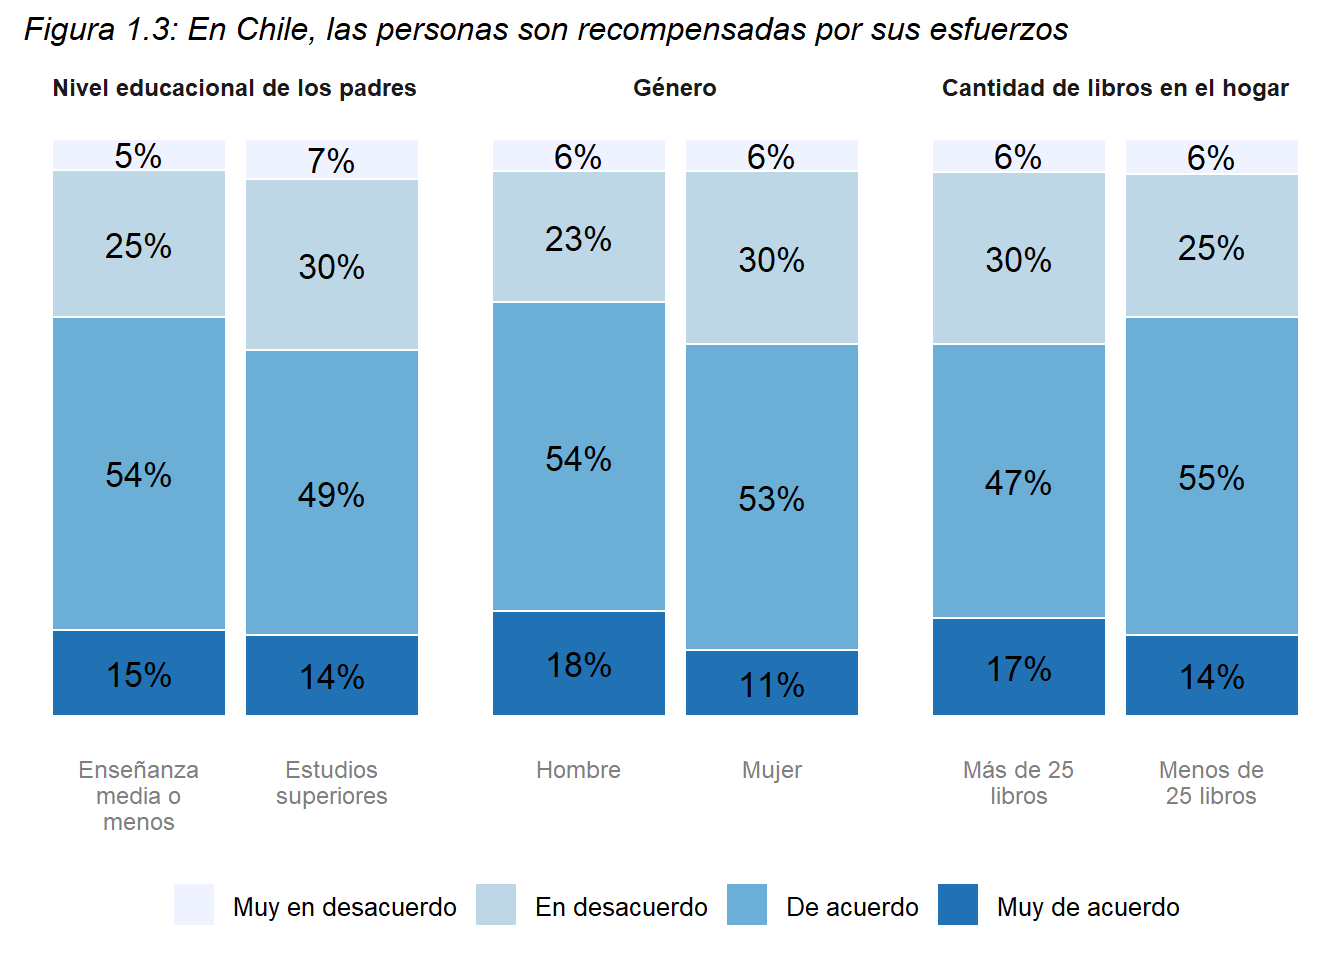 Figura 1.3: En Chile, las personas son recompensadas por sus esfuerzos
Nivel educacional de los padres
5%
7%
25%
30%
54%
49%
15%
14%
Enseñanza
media o
menos
Estudios
superiores
Género
6%
6%
23%
30%
54%
53%
18%
11%
Hombre
Mujer
Cantidad de libros en el hogar
6%
6%
30%
25%
47%
55%
17%
14%
Más de 25
libros
Menos de
25 libros
Muy en desacuerdo
En desacuerdo
De acuerdo
Muy de acuerdo